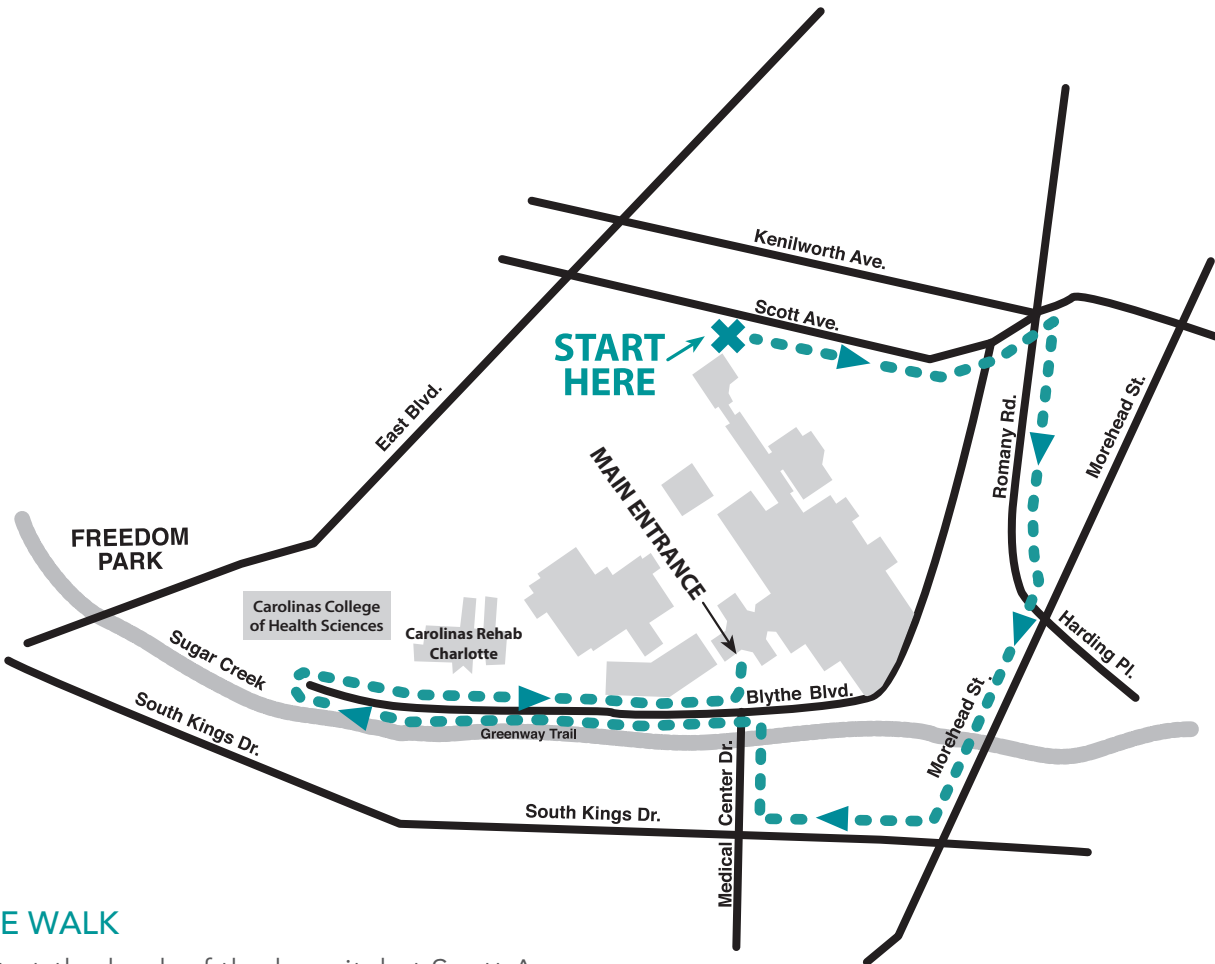 Kenilworth Ave.
Scott Ave.
START
HERE
East Blvd.
MAIN ENTRANCE
Romany Rd.
Morehead St.
FREEDOM
PARK
Carolinas College
of Health Sciences
Carolinas Rehab
Charlotte
Harding Pl.
Sugar Creek
Blythe Blvd.
Greenway Trail
South Kings Dr.
Morehead St.
South Kings Dr.
Medical Center Dr.
E WALK